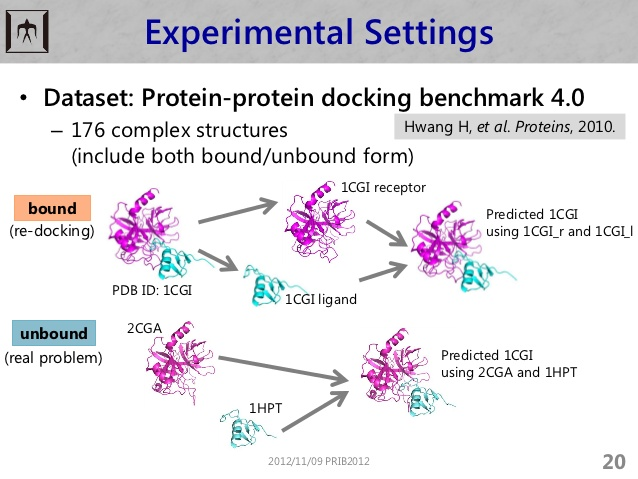 Experimental Settings
• Dataset: Protein-protein docking benchmark 4.0
– 176 complex structures
(include both bound/unbound form)
Hwang H, et al. Proteins, 2010.
bound
(re-docking)
PDB ID: 1CGI
1CGI receptor
1CGI ligand
Predicted 1CGI
using 1CGI_r and 1CGI_l
unbound
(real problem)
2CGA
1HPT
Predicted 1CGI
using 2CGA and 1HPT
2012/11/09 PRIB2012
20